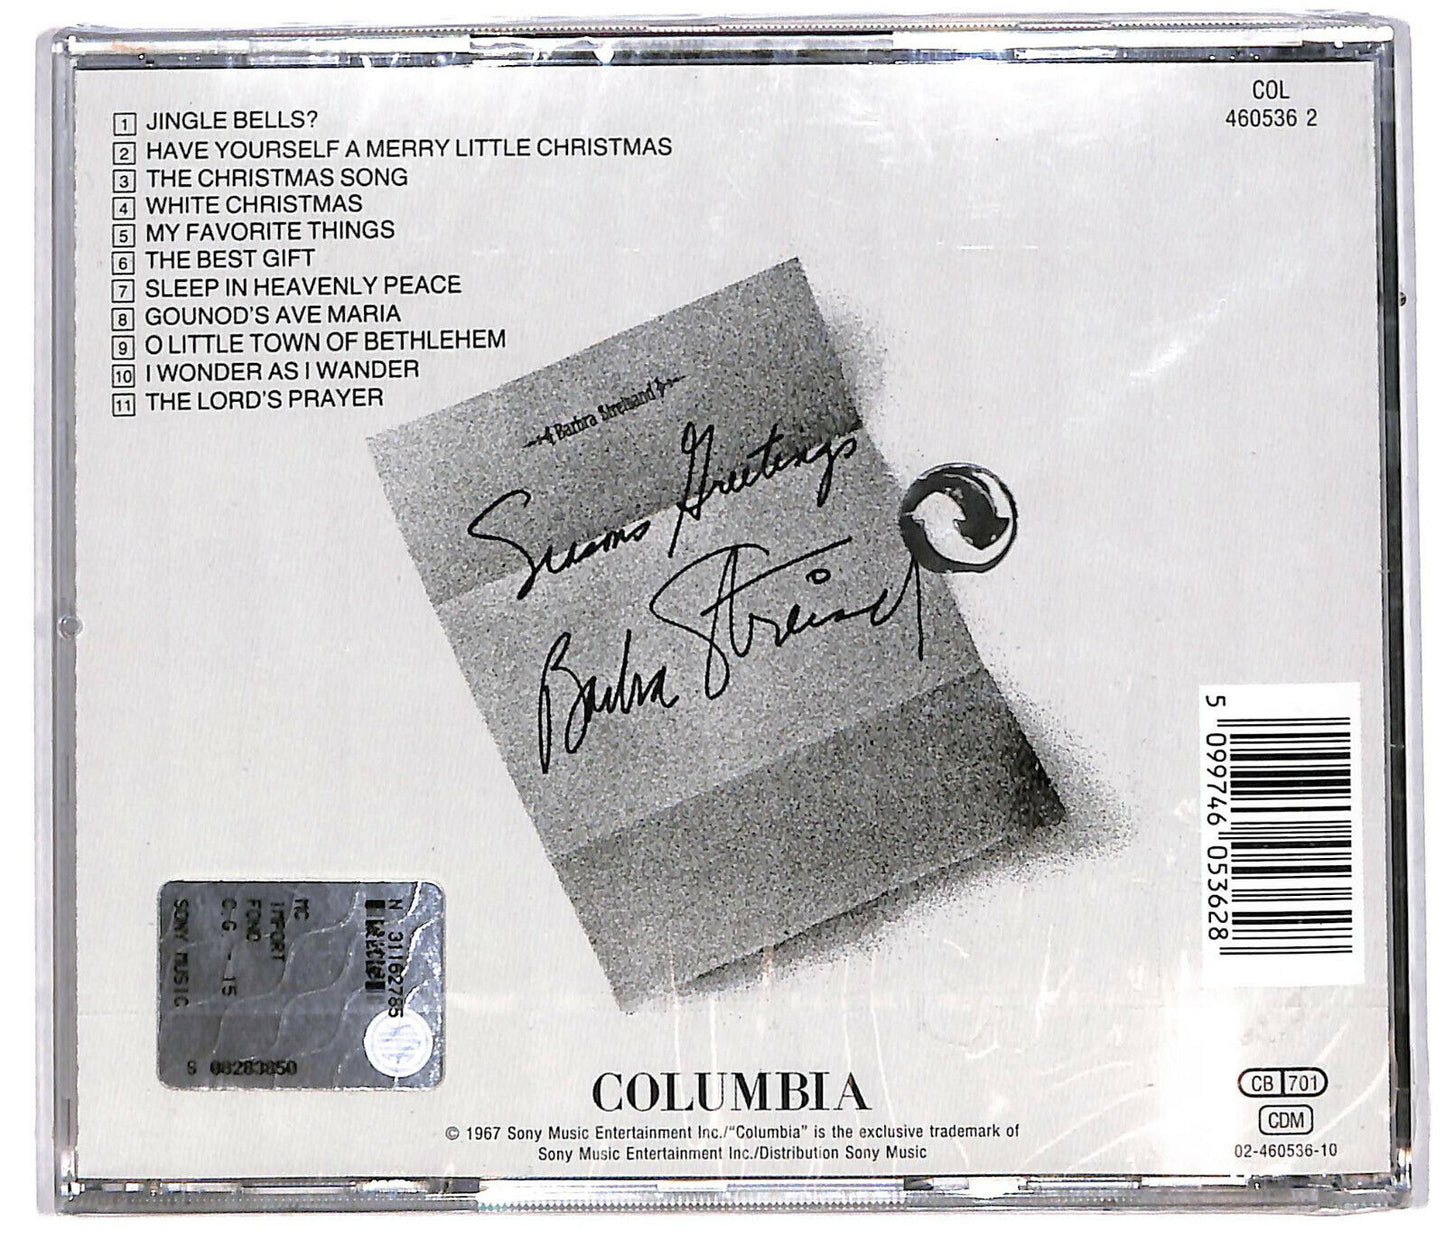 COL
460536 2
1 JINGLE BELLS?
2 HAVE YOURSELF A MERRY LITTLE CHRISTMAS
3 THE CHRISTMAS SONG
4 WHITE CHRISTMAS
5 MY FAVORITE THINGS
6 THE BEST GIFT
7 SLEEP IN HEAVENLY PEACE
8 GOUNOD'S AVE MARIA
9 O LITTLE TOWN OF BETHLEHEM
10 I WONDER AS I WANDER
11 THE LORD'S PRAYER
Barbra Streisand
Seasons Greetings
Barbra Streisand
5 099746 053628
N 31162785
MC
IMPORT
FONO
C.G - 15
SONY MUSIC
S 08283850
COLUMBIA
© 1967 Sony Music Entertainment Inc./“Columbia” is the exclusive trademark of
Sony Music Entertainment Inc./Distribution Sony Music
CB 701
CDM
02-460536-10